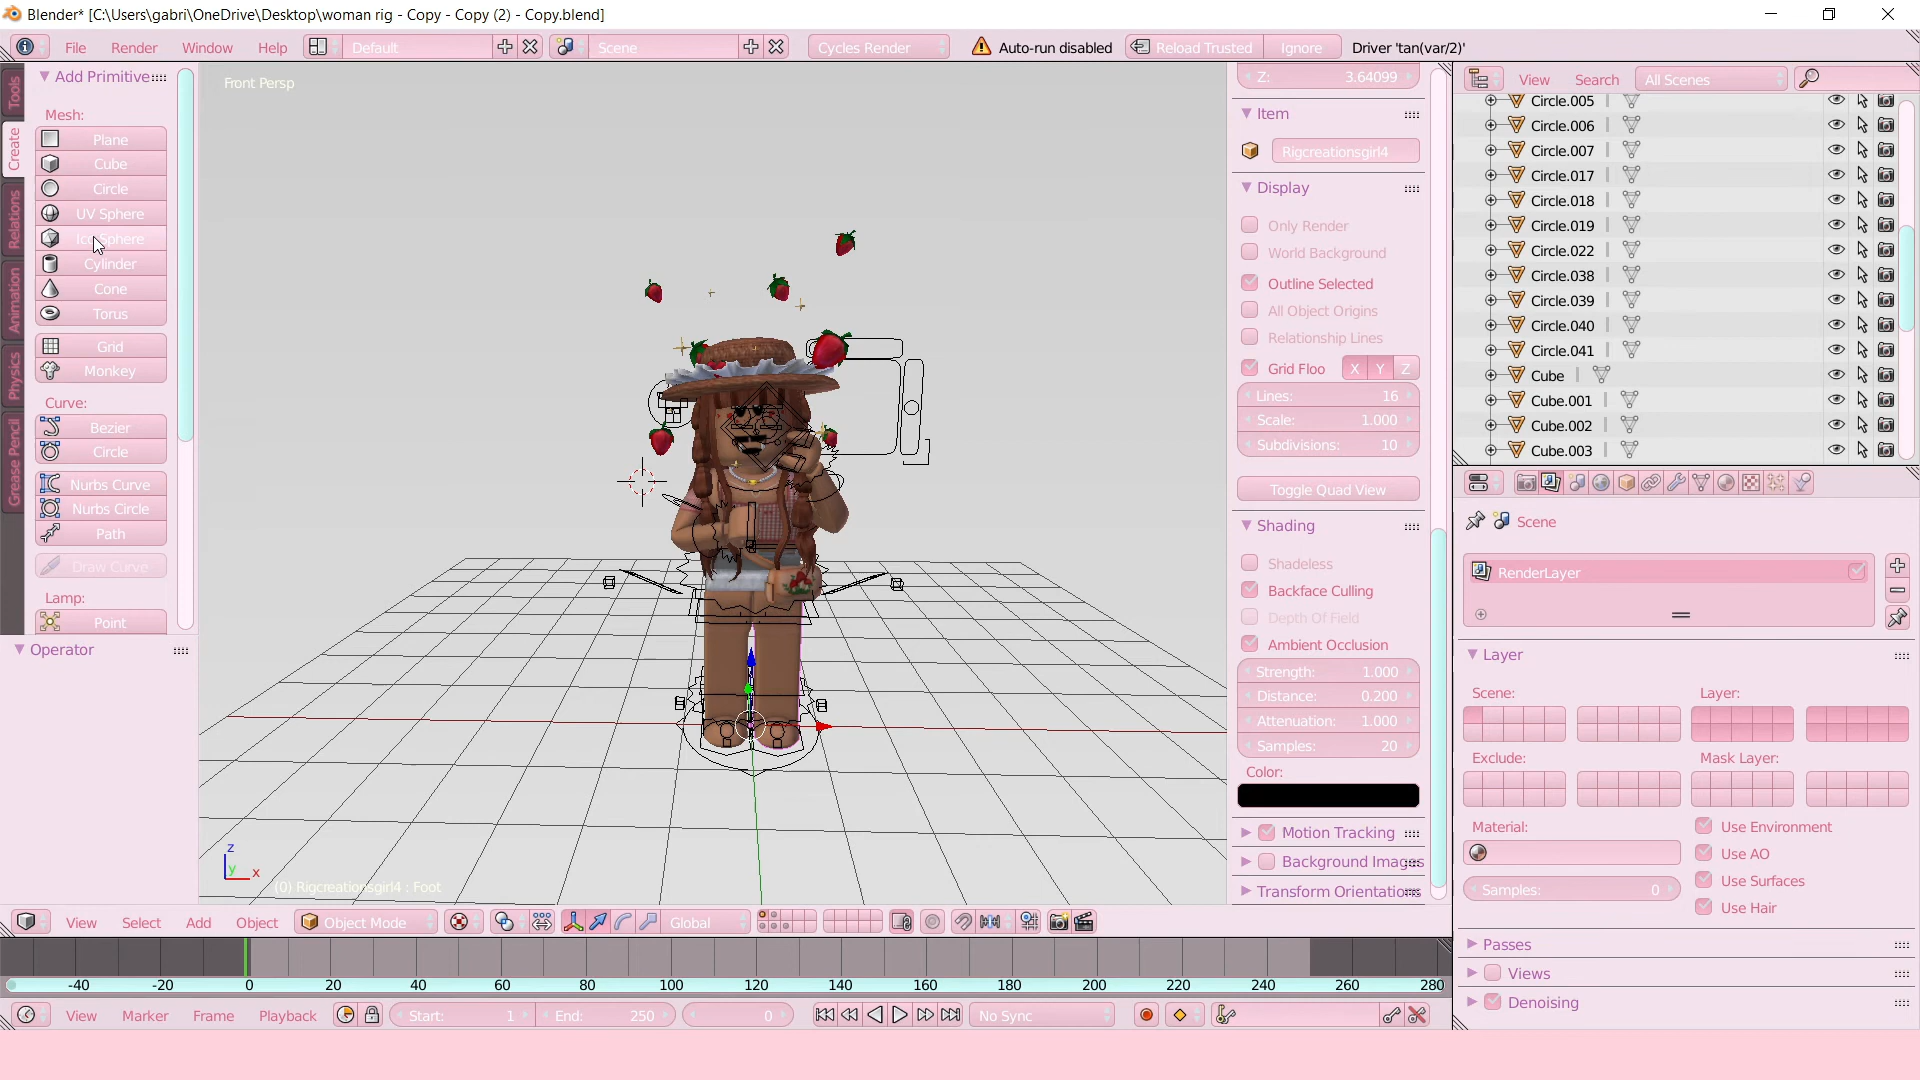 Blender* [C:\Users\gabri\OneDrive\Desktop\woman rig - Copy - Copy (2) - Copy.blend]
File Render Window Help Default Scene Cycles Render Auto-run disabled Reload Trusted Ignore Driver 'tan(var/2)'
Tools
Create
Relations
Animation
Physics
Grease Pencil
Add Primitive
Mesh:
Plane
Cube
Circle
UV Sphere
Ico Sphere
Cylinder
Cone
Torus
Grid
Monkey
Curve:
Bezier
Circle
Nurbs Curve
Nurbs Circle
Path
Draw Curve
Lamp:
Point
Operator
Front Persp
z
y x
(0) Rigcreationsgirl4 : Foot
Z: 3.64099
Item
Rigcreationsgirl4
Display
Only Render
World Background
Outline Selected
All Object Origins
Relationship Lines
Grid Floo X Y Z
Lines: 16
Scale: 1.000
Subdivisions: 10
Toggle Quad View
Shading
Shadeless
Backface Culling
Depth Of Field
Ambient Occlusion
Strength: 1.000
Distance: 0.200
Attenuation: 1.000
Samples: 20
Color:
Motion Tracking
Background Images
Transform Orientations
View Search All Scenes
Circle.005
Circle.006
Circle.007
Circle.017
Circle.018
Circle.019
Circle.022
Circle.038
Circle.039
Circle.040
Circle.041
Cube
Cube.001
Cube.002
Cube.003
Scene
RenderLayer
Layer
Scene: Layer:
Exclude: Mask Layer:
Material:
Samples: 0
Use Environment
Use AO
Use Surfaces
Use Hair
Passes
Views
Denoising
View Select Add Object Object Mode Global
-40 -20 0 20 40 60 80 100 120 140 160 180 200 220 240 260 280
View Marker Frame Playback Start: 1 End: 250 0 No Sync